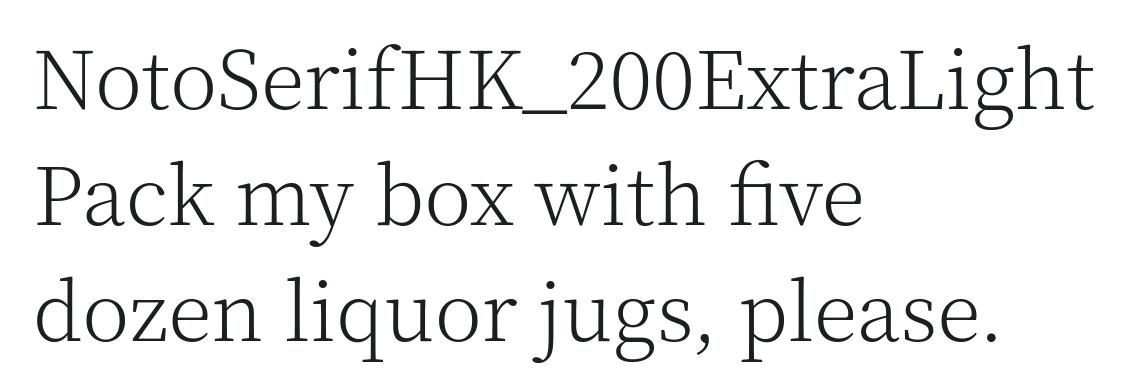 NotoSerifHK_200ExtraLight
Pack my box with five
dozen liquor jugs, please.